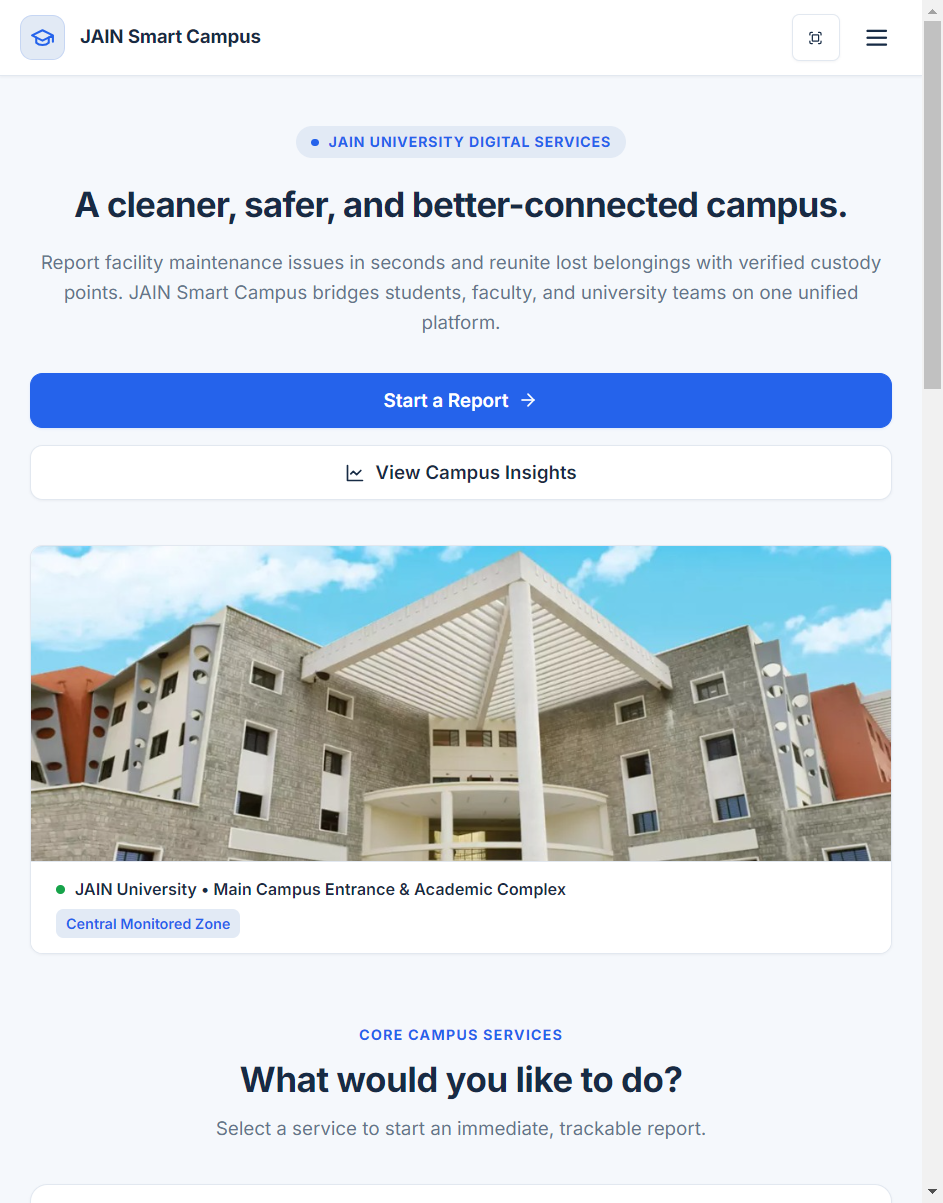 JAIN Smart Campus
JAIN UNIVERSITY DIGITAL SERVICES
A cleaner, safer, and better-connected campus.
Report facility maintenance issues in seconds and reunite lost belongings with verified custody
points. JAIN Smart Campus bridges students, faculty, and university teams on one unified
platform.
Start a Report →
View Campus Insights
JAIN University • Main Campus Entrance & Academic Complex
Central Monitored Zone
CORE CAMPUS SERVICES
What would you like to do?
Select a service to start an immediate, trackable report.